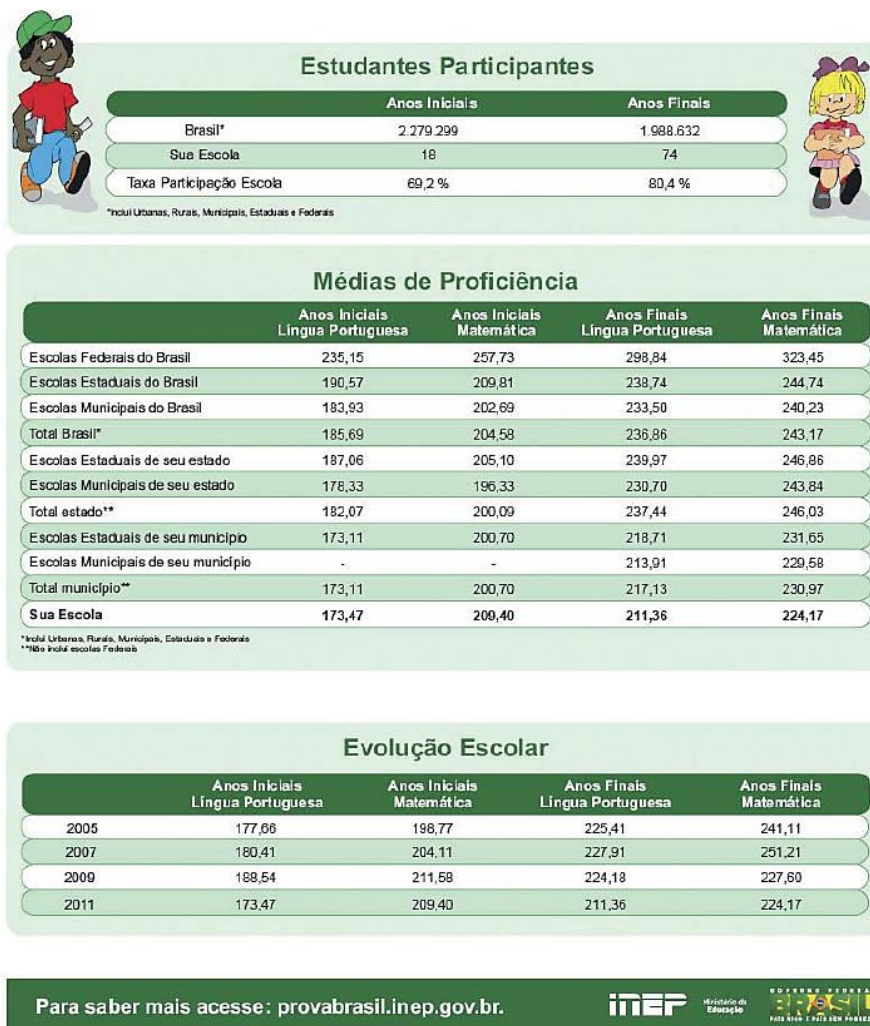 Estudantes Participantes
Anos Iniciais Anos Finais
Brasil* 2.279.299 1.988.632
Sua Escola 18 74
Taxa Participação Escola 69,2 % 80,4 %
*Inclui Urbanas, Rurais, Municipais, Estaduais e Federais
Médias de Proficiência
Anos Iniciais Anos Iniciais Anos Finais Anos Finais
Língua Portuguesa Matemática Língua Portuguesa Matemática
Escolas Federais do Brasil 235,15 257,73 298,84 323,45
Escolas Estaduais do Brasil 190,57 209,81 238,74 244,74
Escolas Municipais do Brasil 183,93 202,69 233,50 240,23
Total Brasil* 185,69 204,58 236,86 243,17
Escolas Estaduais de seu estado 187,06 205,10 239,97 246,86
Escolas Municipais de seu estado 178,33 196,33 230,70 243,84
Total estado** 182,07 200,09 237,44 246,03
Escolas Estaduais de seu município 173,11 200,70 218,71 231,65
Escolas Municipais de seu município - - 213,91 229,58
Total município** 173,11 200,70 217,13 230,97
Sua Escola 173,47 209,40 211,36 224,17
*Inclui Urbanas, Rurais, Municipais, Estaduais e Federais
**Não inclui escolas Federais
Evolução Escolar
Anos Iniciais Anos Iniciais Anos Finais Anos Finais
Língua Portuguesa Matemática Língua Portuguesa Matemática
2005 177,66 198,77 225,41 241,11
2007 180,41 204,11 227,91 251,21
2009 188,54 211,58 224,18 227,60
2011 173,47 209,40 211,36 224,17
Para saber mais acesse: provabrasil.inep.gov.br.
inep
Ministério da
Educação
GOVERNO FEDERAL
BRASIL
PAÍS RICO É PAÍS SEM POBREZA